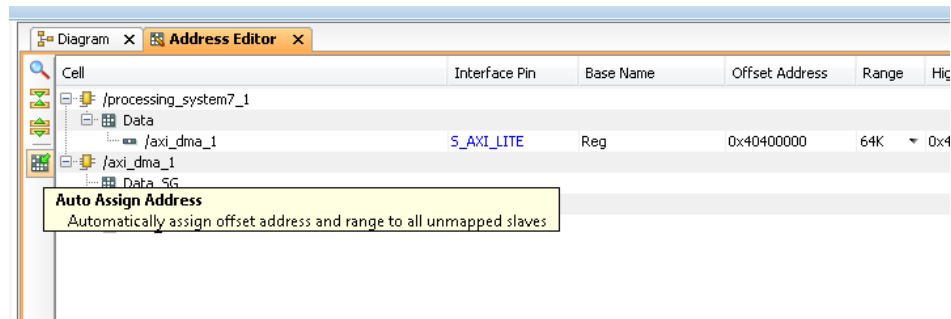 Diagram X Address Editor X
Cell Interface Pin Base Name Offset Address Range
/processing_system7_1
Data
/axi_dma_1 S_AXI_LITE Reg 0x40400000 64K
/axi_dma_1
Data_SG
Auto Assign Address
Automatically assign offset address and range to all unmapped slaves